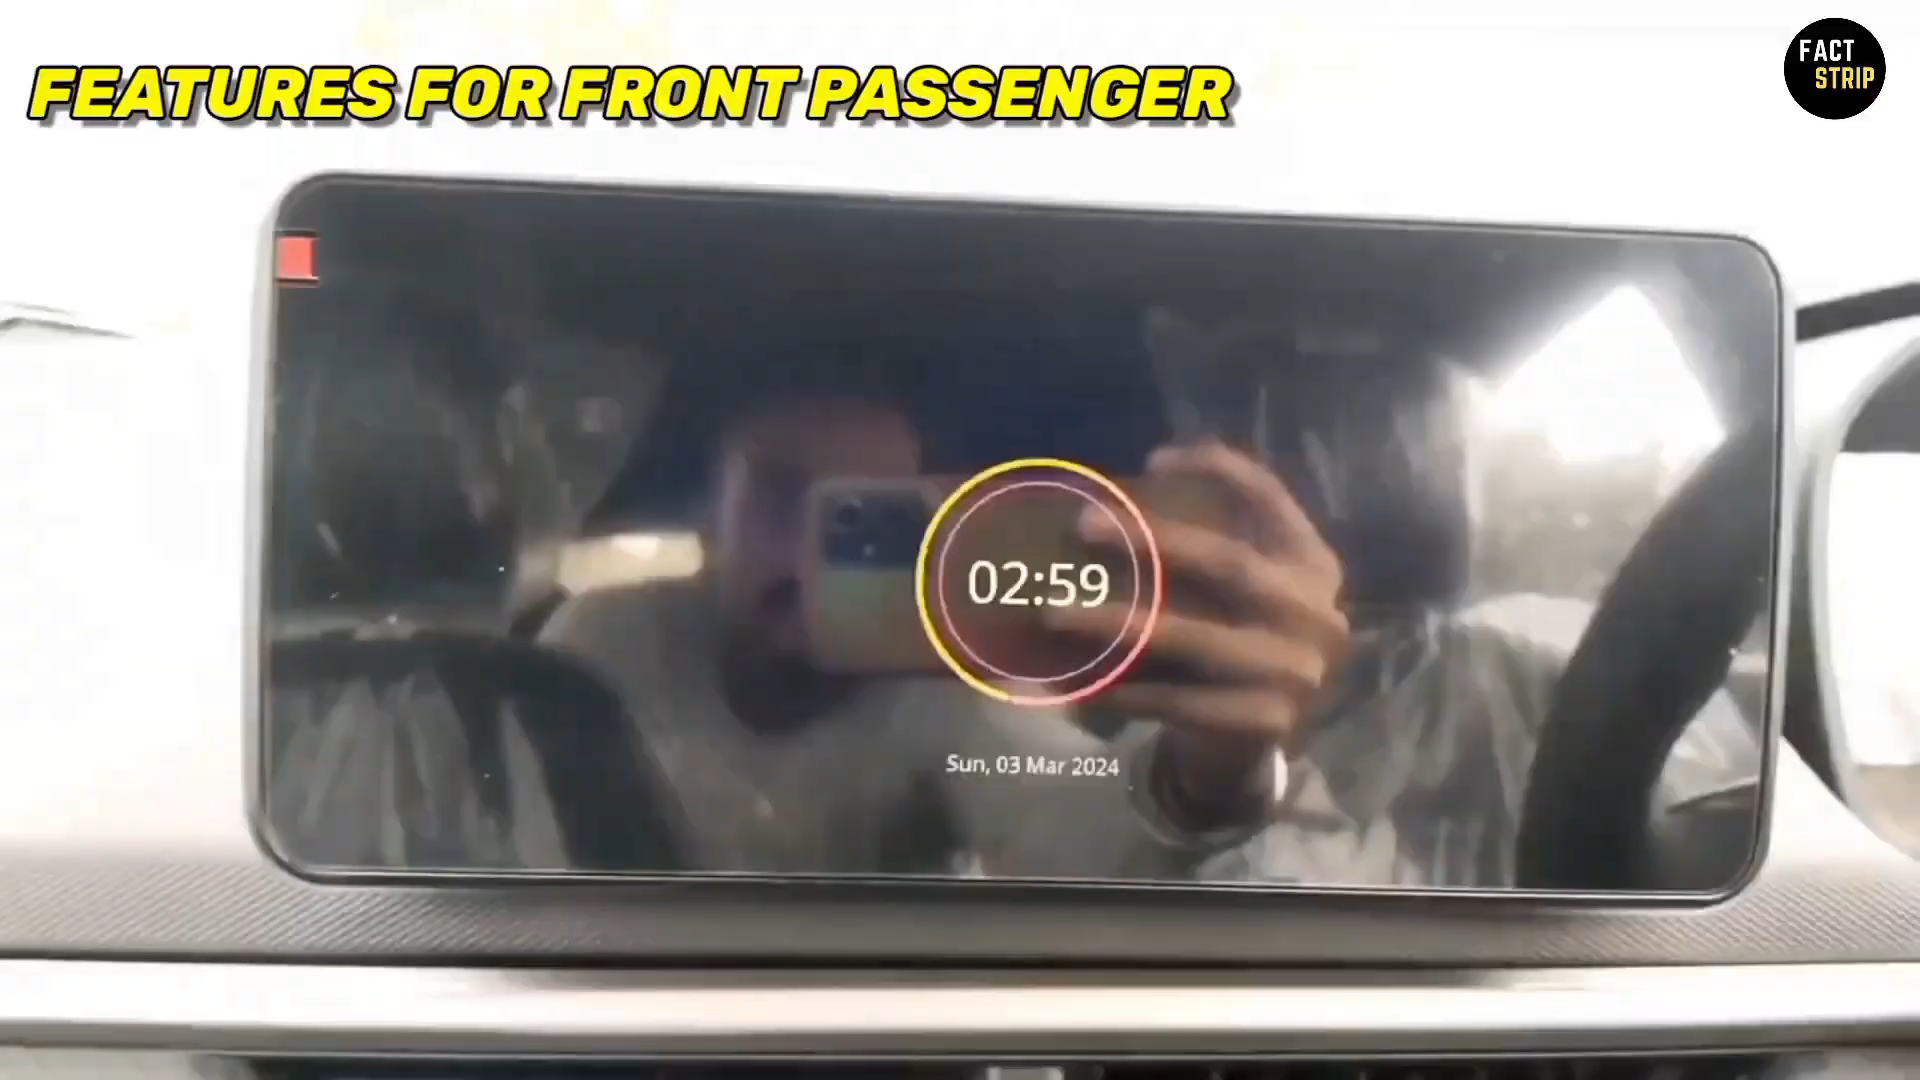 FEATURES FOR FRONT PASSENGER
FACT
STRIP
02:59
Sun, 03 Mar 2024